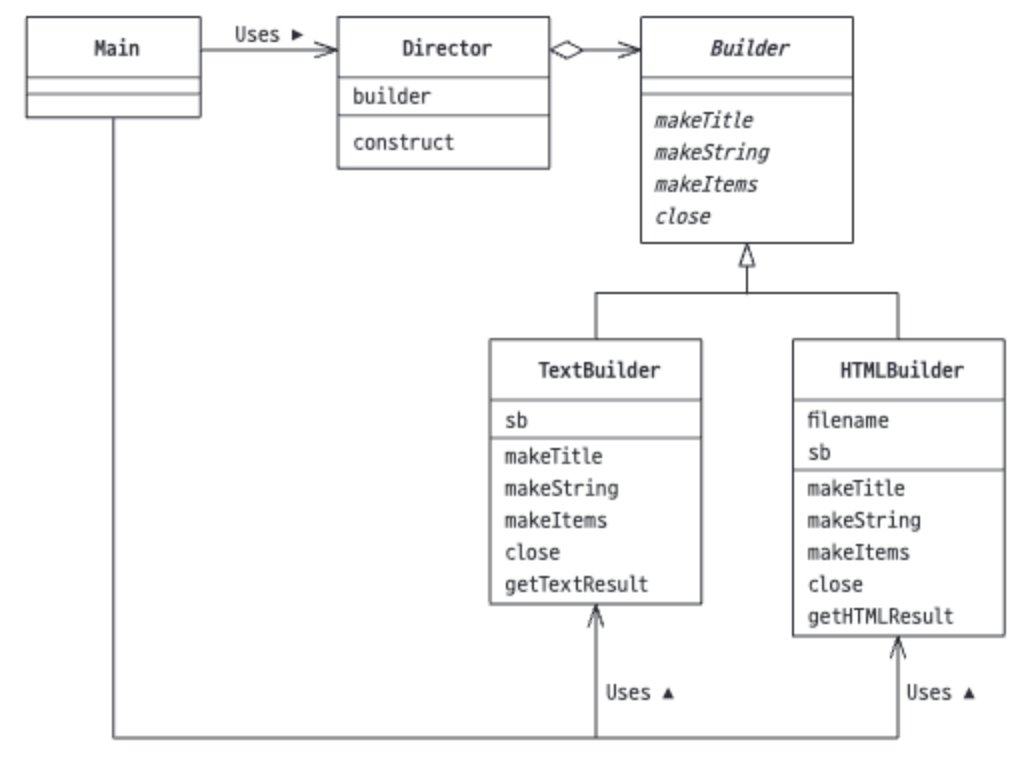 Main
Uses ▶
Director
builder
construct
Builder
makeTitle
makeString
makeItems
close
TextBuilder
sb
makeTitle
makeString
makeItems
close
getTextResult
HTMLBuilder
filename
sb
makeTitle
makeString
makeItems
close
getHTMLResult
Uses ▲
Uses ▲